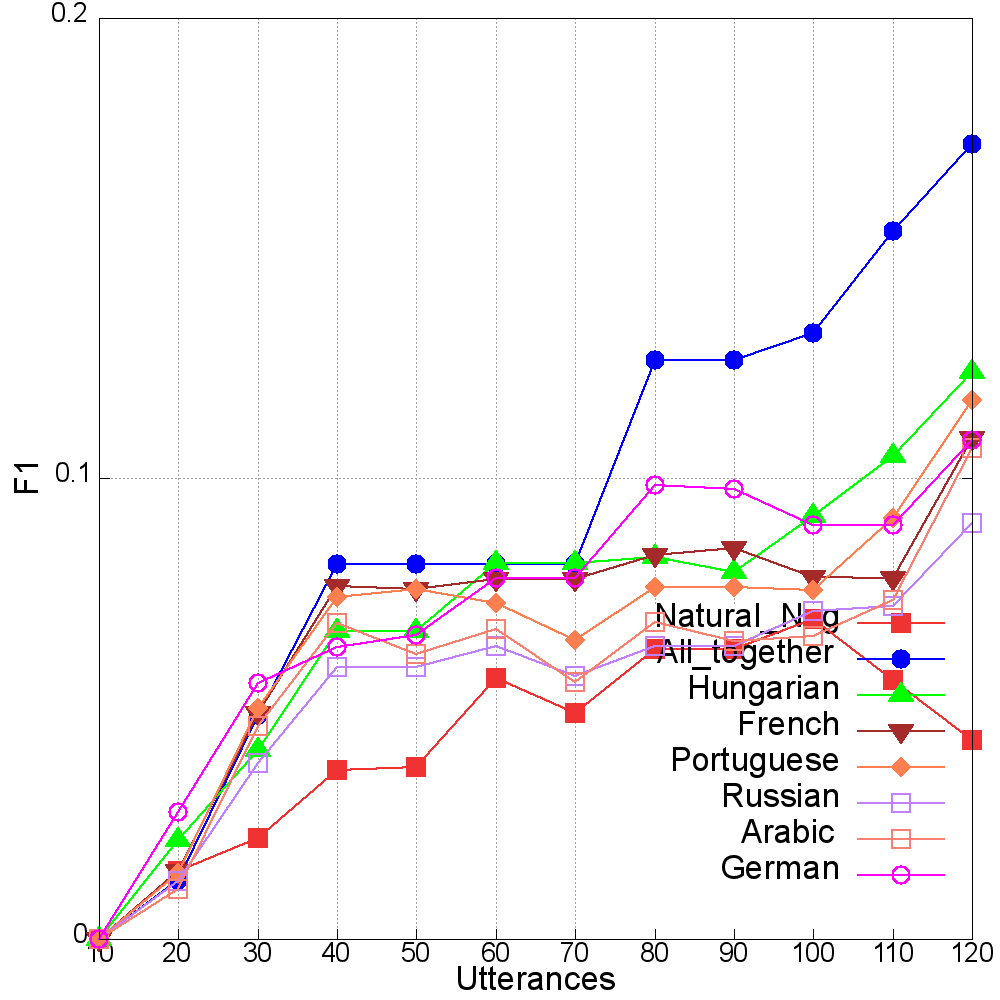 0.2
0.1
0
F1
Natural_Nag
All_together
Hungarian
French
Portuguese
Russian
Arabic
German
10 20 30 40 50 60 70 80 90 100 110 120
Utterances